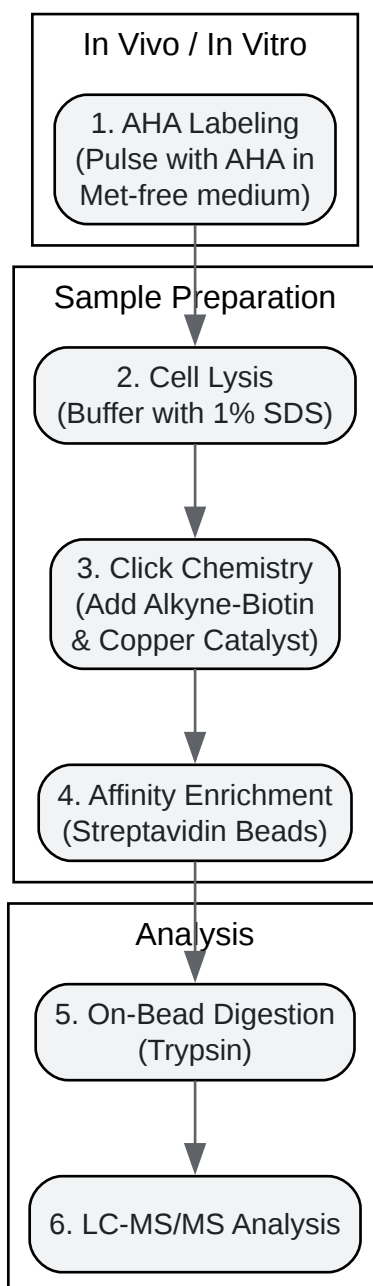 In Vivo / In Vitro
1. AHA Labeling
(Pulse with AHA in
Met-free medium)
Sample Preparation
2. Cell Lysis
(Buffer with 1% SDS)
3. Click Chemistry
(Add Alkyne-Biotin
& Copper Catalyst)
4. Affinity Enrichment
(Streptavidin Beads)
Analysis
5. On-Bead Digestion
(Trypsin)
6. LC-MS/MS Analysis